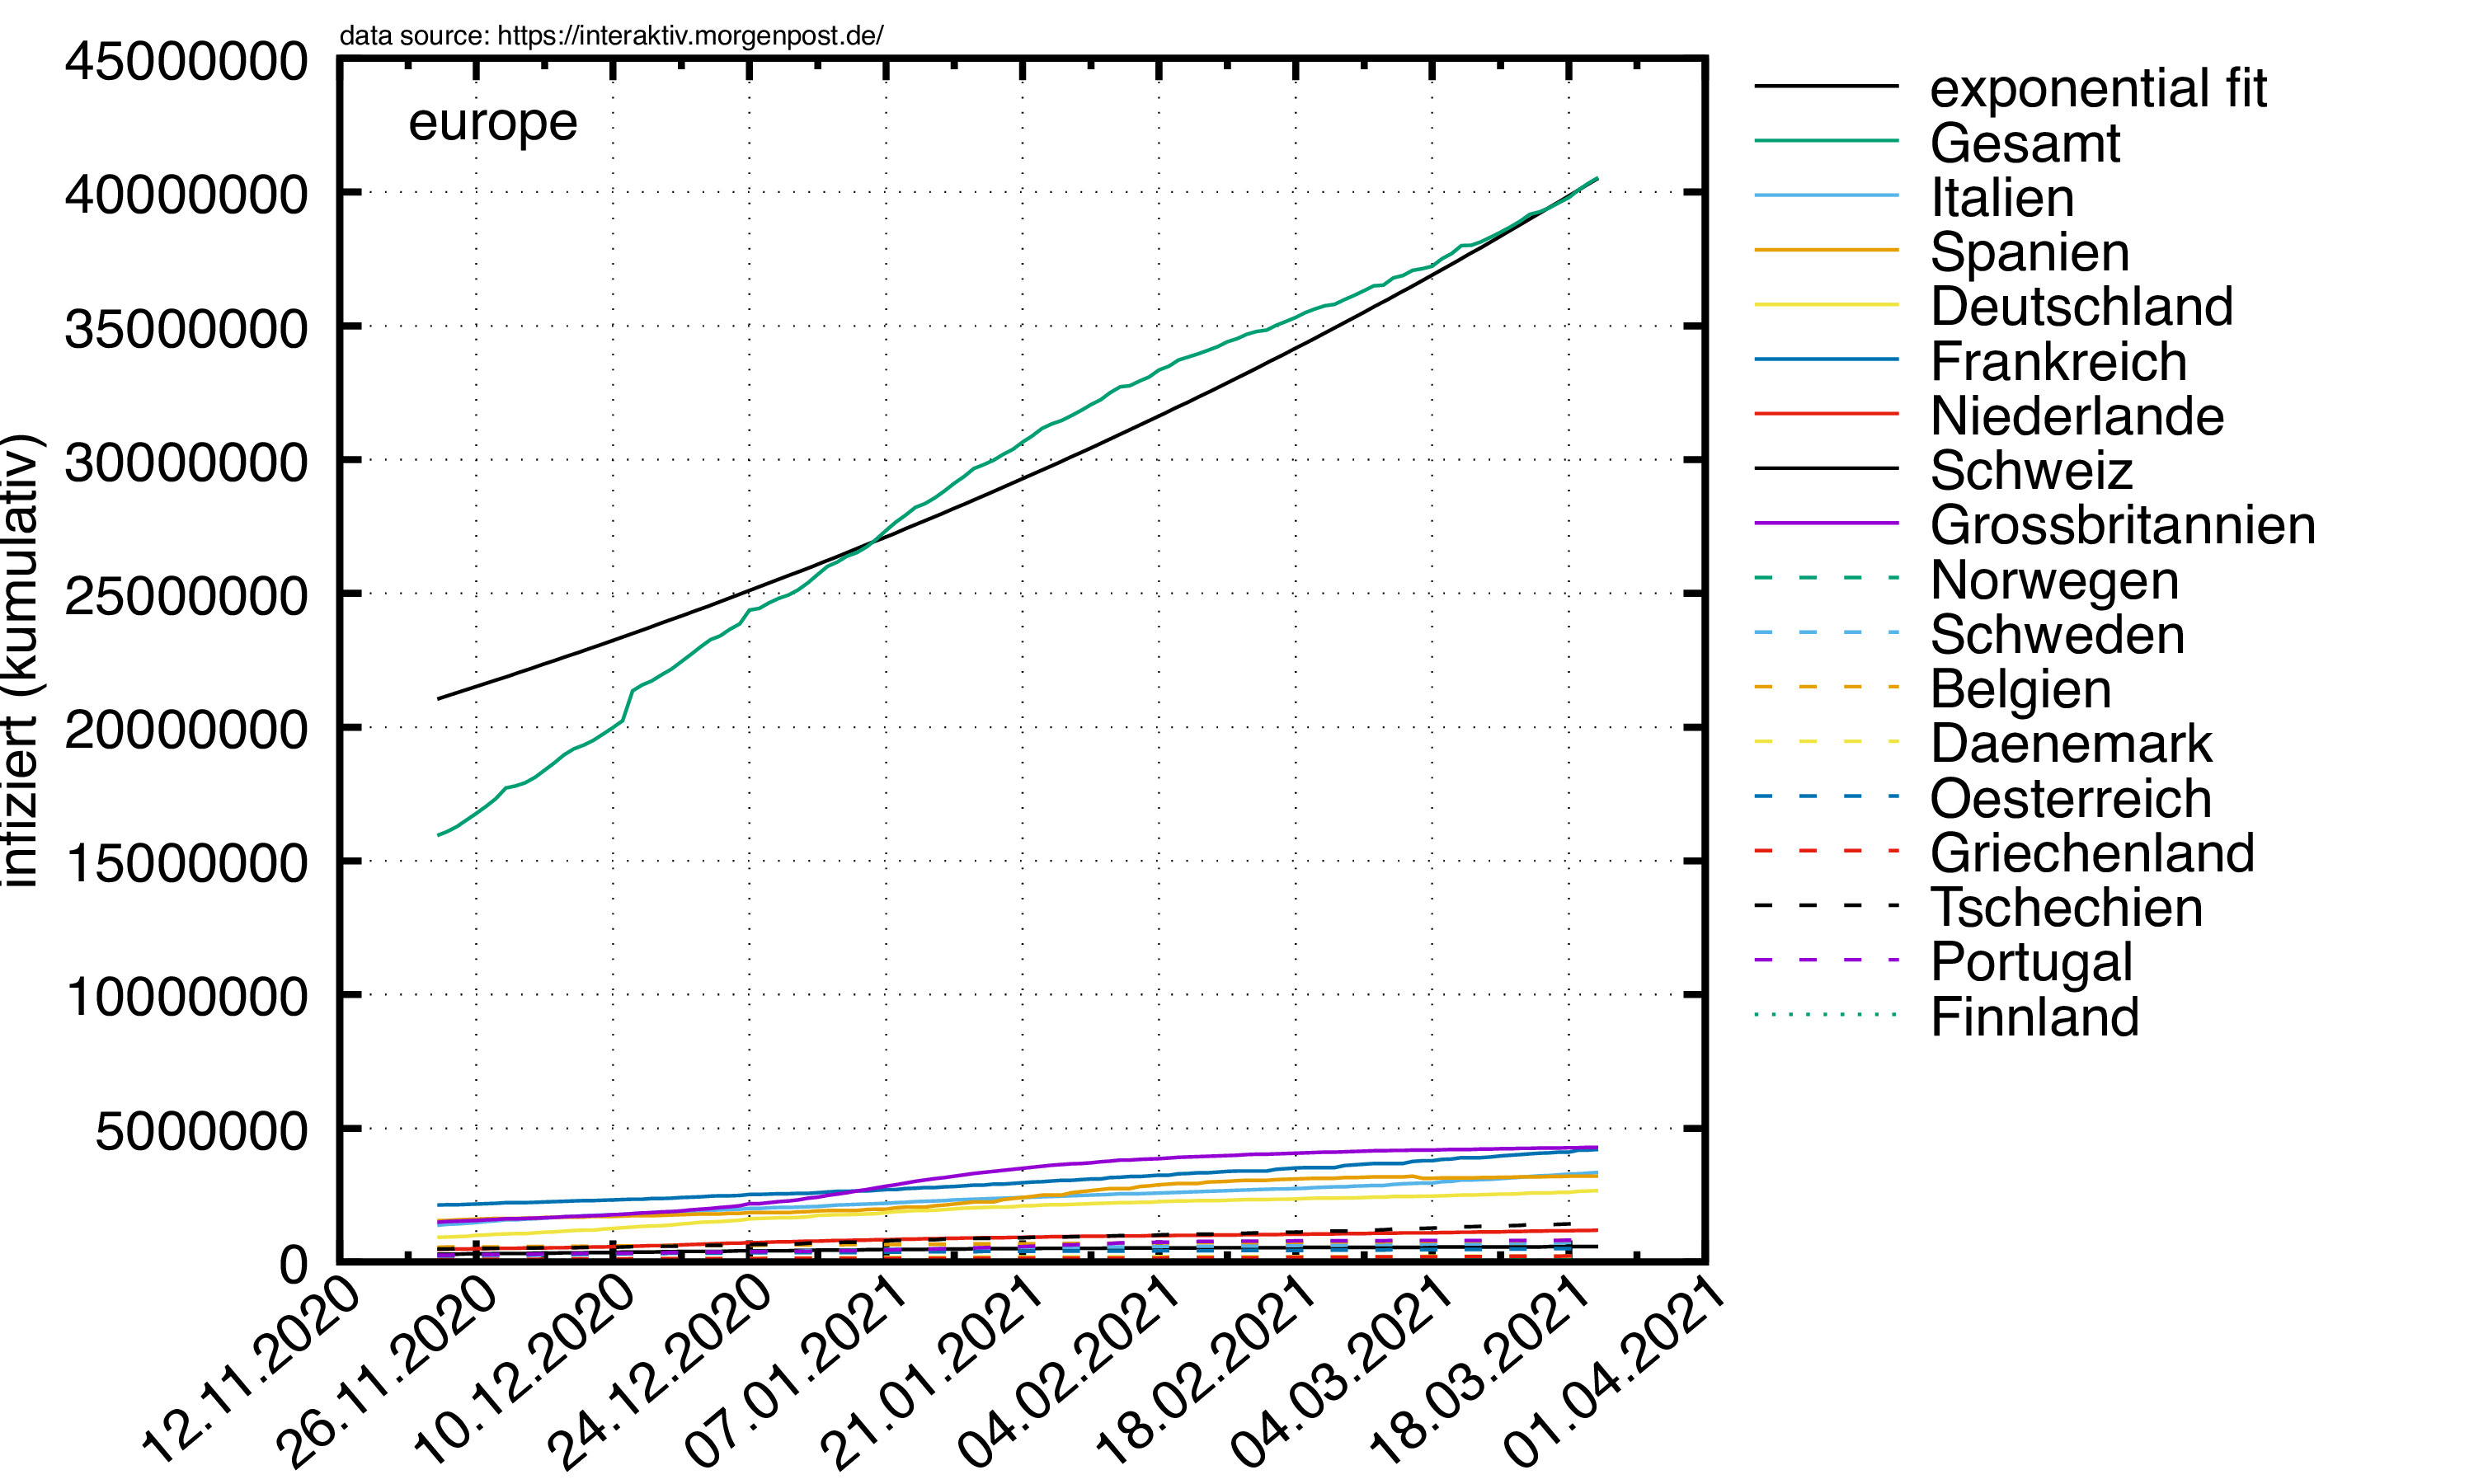 data source: https://interaktiv.morgenpost.de/
europe
infiziert (kumulativ)
45000000
40000000
35000000
30000000
25000000
20000000
15000000
10000000
5000000
0
12.11.2020
26.11.2020
10.12.2020
24.12.2020
07.01.2021
21.01.2021
04.02.2021
18.02.2021
04.03.2021
18.03.2021
01.04.2021
exponential fit
Gesamt
Italien
Spanien
Deutschland
Frankreich
Niederlande
Schweiz
Grossbritannien
Norwegen
Schweden
Belgien
Daenemark
Oesterreich
Griechenland
Tschechien
Portugal
Finnland